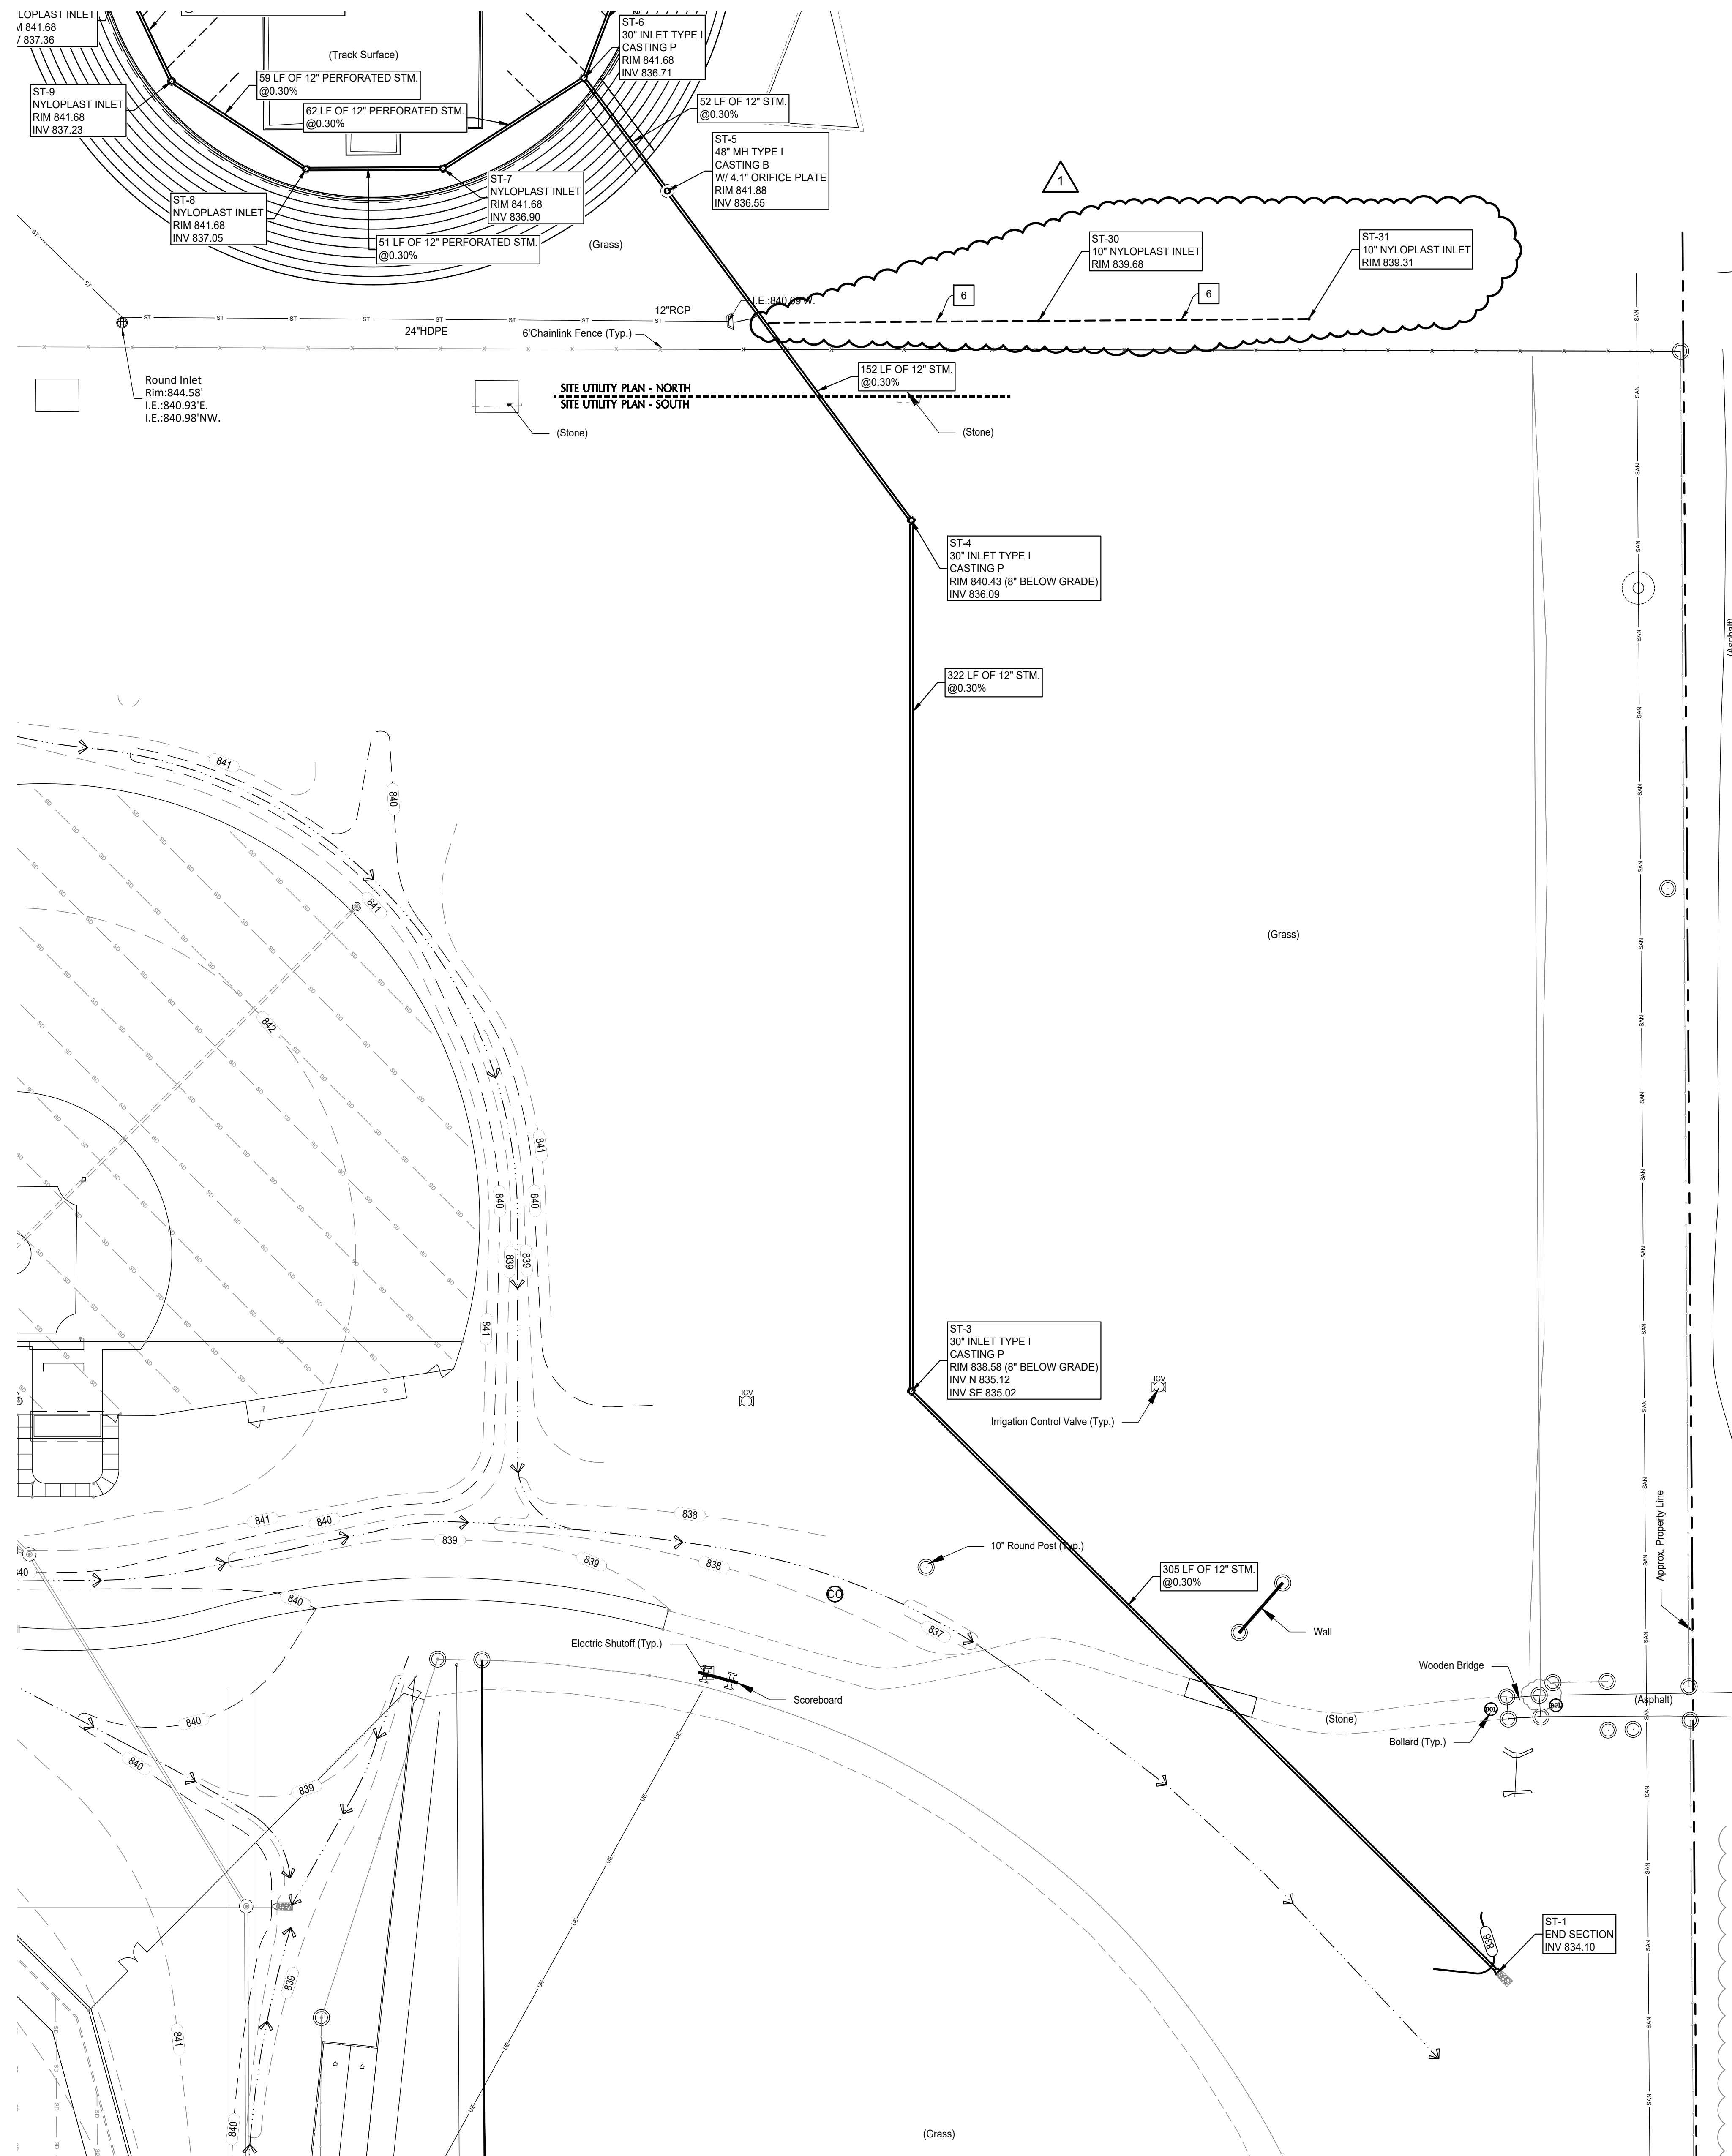 LOPLAST INLET
841.68
837.36
(Track Surface)
ST-6
30" INLET TYPE I
CASTING P
RIM 841.68
INV 836.71
59 LF OF 12" PERFORATED STM.
@0.30%
ST-9
NYLOPLAST INLET
RIM 841.68
INV 837.23
62 LF OF 12" PERFORATED STM.
@0.30%
52 LF OF 12" STM.
@0.30%
ST-5
48" MH TYPE I
CASTING B
W/ 4.1" ORIFICE PLATE
RIM 841.88
INV 836.55
ST-7
NYLOPLAST INLET
RIM 841.68
INV 836.90
ST-8
NYLOPLAST INLET
RIM 841.68
INV 837.05
51 LF OF 12" PERFORATED STM.
@0.30%
(Grass)
1
ST-30
10" NYLOPLAST INLET
RIM 839.68
ST-31
10" NYLOPLAST INLET
RIM 839.31
6
6
12"RCP
24"HDPE
6'Chainlink Fence (Typ.)
Round Inlet
Rim:844.58'
I.E.:840.93'E.
I.E.:840.98'NW.
152 LF OF 12" STM.
@0.30%
SITE UTILITY PLAN - NORTH
SITE UTILITY PLAN - SOUTH
(Stone)
(Stone)
ST-4
30" INLET TYPE I
CASTING P
RIM 840.43 (8" BELOW GRADE)
INV 836.09
(Asphalt)
322 LF OF 12" STM.
@0.30%
841
840
841
842
(Grass)
841
840
840
839
839
841
ST-3
30" INLET TYPE I
CASTING P
RIM 838.58 (8" BELOW GRADE)
INV N 835.12
INV SE 835.02
ICV
ICV
Irrigation Control Valve (Typ.)
841
840
838
839
839
838
10" Round Post (Typ.)
305 LF OF 12" STM.
@0.30%
Approx. Property Line
CO
840
837
Wall
Electric Shutoff (Typ.)
Scoreboard
Wooden Bridge
(Asphalt)
(Stone)
BOL
BOL
Bollard (Typ.)
840
840
839
ST-1
END SECTION
INV 834.10
836
839
841
840
(Grass)